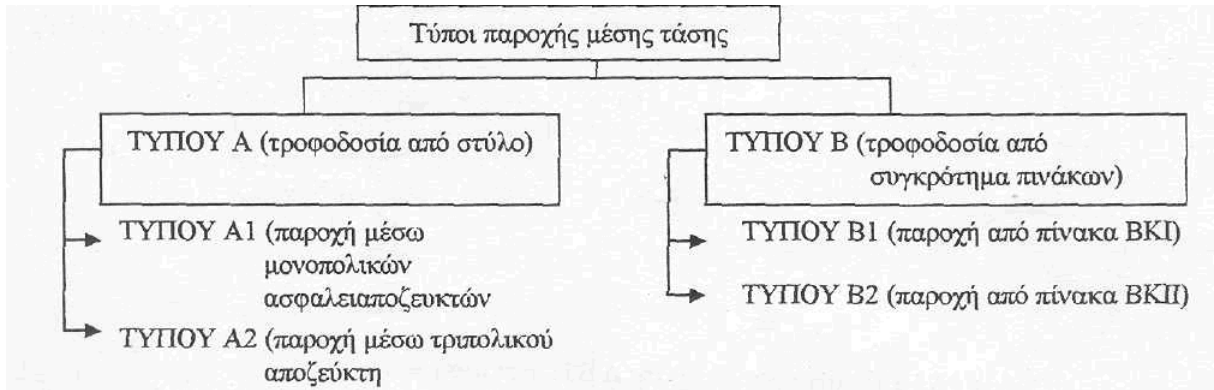 Τύποι παροχής μέσης τάσης
ΤΥΠΟΥ Α (τροφοδοσία από στύλο)
ΤΥΠΟΥ Α1 (παροχή μέσω
μονοπολικών
ασφαλειαποζευκτών
ΤΥΠΟΥ Α2 (παροχή μέσω τριπολικού
αποζεύκτη
ΤΥΠΟΥ Β (τροφοδοσία από
συγκρότημα πινάκων)
ΤΥΠΟΥ Β1 (παροχή από πίνακα ΒΚΙ)
ΤΥΠΟΥ Β2 (παροχή από πίνακα ΒΚΙΙ)